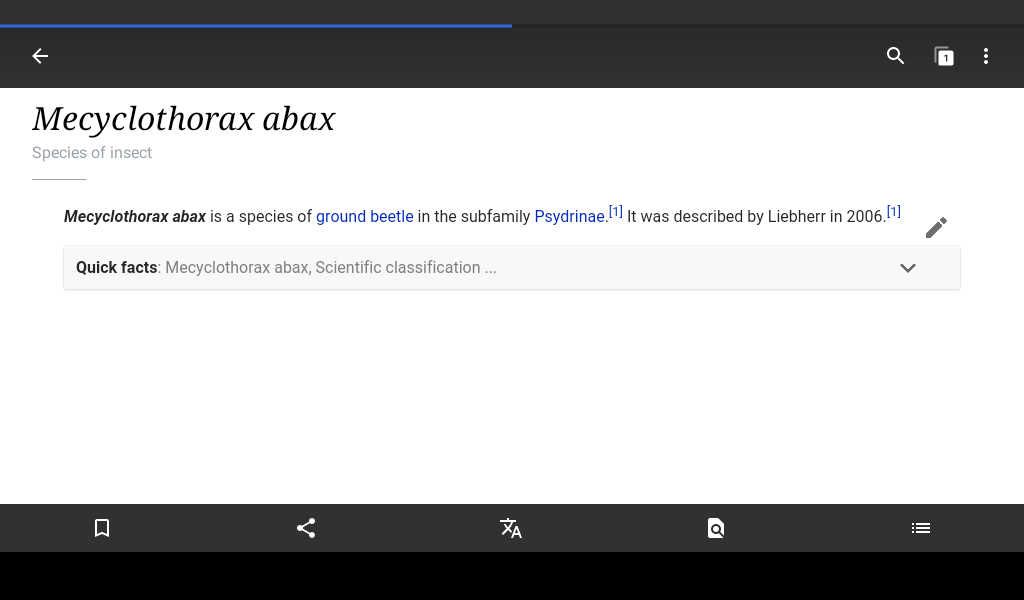 1
Mecyclothorax abax
Species of insect
Mecyclothorax abax is a species of ground beetle in the subfamily Psydrinae.[1] It was described by Liebherr in 2006.[1]
Quick facts: Mecyclothorax abax, Scientific classification ...